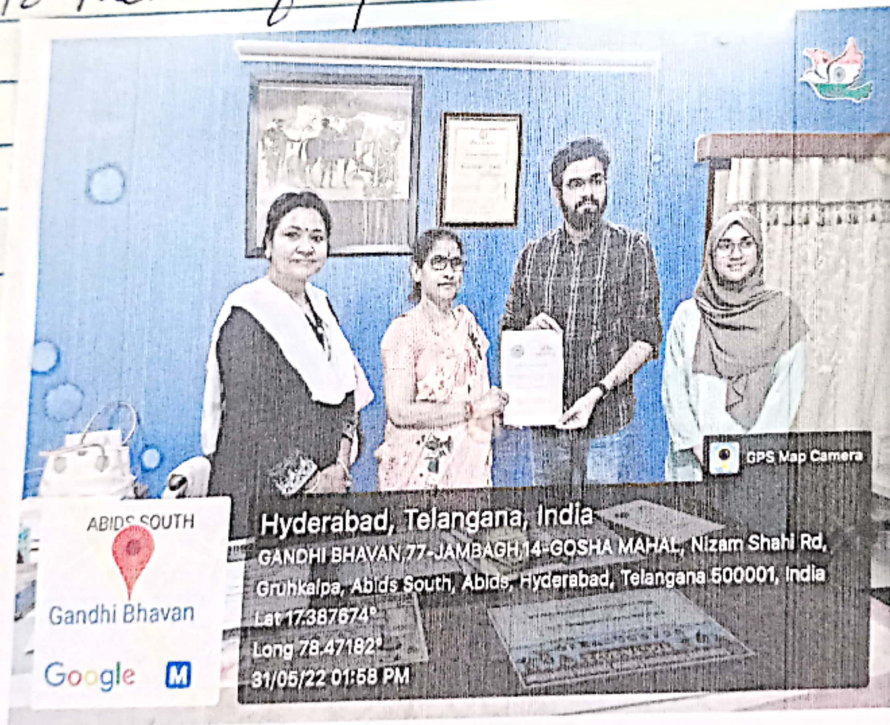 ABIDS SOUTH
Gandhi Bhavan
Google
M
GPS Map Camera
Hyderabad, Telangana, India
GANDHI BHAVAN,77-JAMBAGH,14-GOSHA MAHAL, Nizam Shahi Rd,
Gruhkalpa, Abids South, Abids, Hyderabad, Telangana 500001, India
Lat 17.387674°
Long 78.47182°
31/05/22 01:58 PM